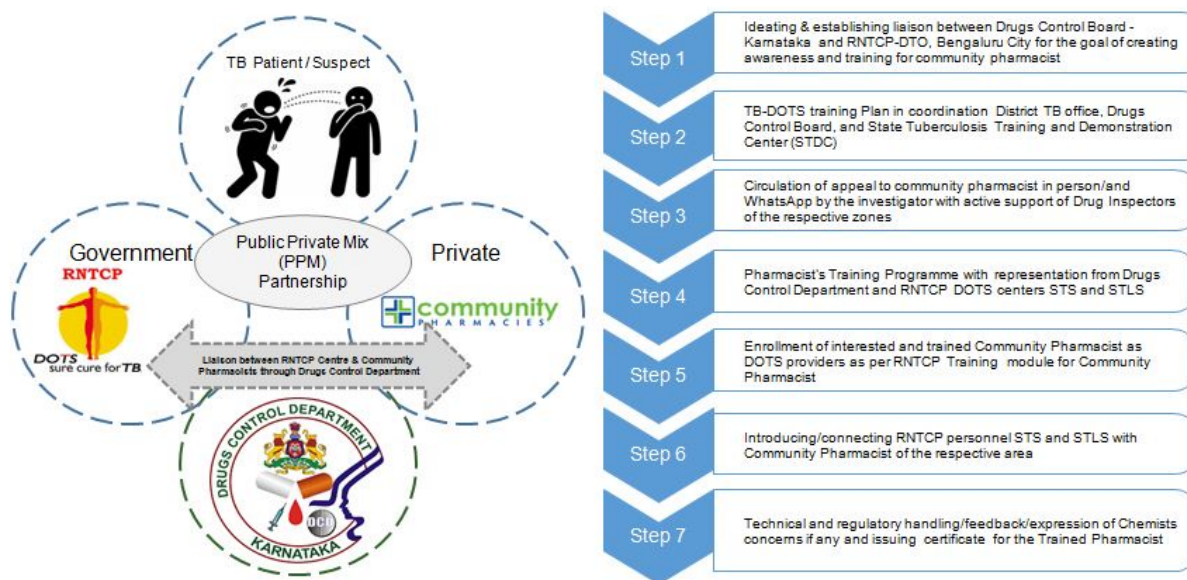 TB Patient / Suspect
Government
RNTCP
DOTS
sure cure for TB
Public Private Mix
(PPM)
Partnership
Private
community
PHARMACIES
Liaison between RNTCP Centre & Community
Pharmacists through Drugs Control Department
DRUGS CONTROL DEPARTMENT
DCD
KARNATAKA
Step 1
Ideating & establishing liaison between Drugs Control Board -
Karnataka and RNTCP-DTO, Bengaluru City for the goal of creating
awareness and training for community pharmacist
Step 2
TB-DOTS training Plan in coordination District TB office, Drugs
Control Board, and State Tuberculosis Training and Demonstration
Center (STDC)
Step 3
Circulation of appeal to community pharmacist in person/and
WhatsApp by the investigator with active support of Drug Inspectors
of the respective zones
Step 4
Pharmacist's Training Programme with representation from Drugs
Control Department and RNTCP DOTS centers STS and STLS
Step 5
Enrollment of interested and trained Community Pharmacist as
DOTS providers as per RNTCP Training module for Community
Pharmacist
Step 6
Introducing/connecting RNTCP personnel STS and STLS with
Community Pharmacist of the respective area
Step 7
Technical and regulatory handling/feedback/expression of Chemists
concerns if any and issuing certificate for the Trained Pharmacist